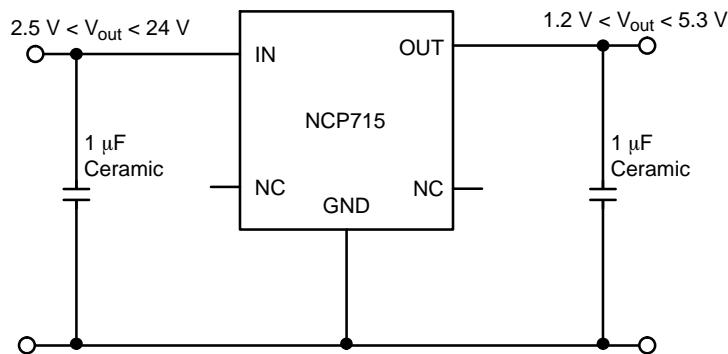 2.5 V < Vout < 24 V
1.2 V < Vout < 5.3 V
IN
OUT
NCP715
1 μF
Ceramic
1 μF
Ceramic
NC
NC
GND